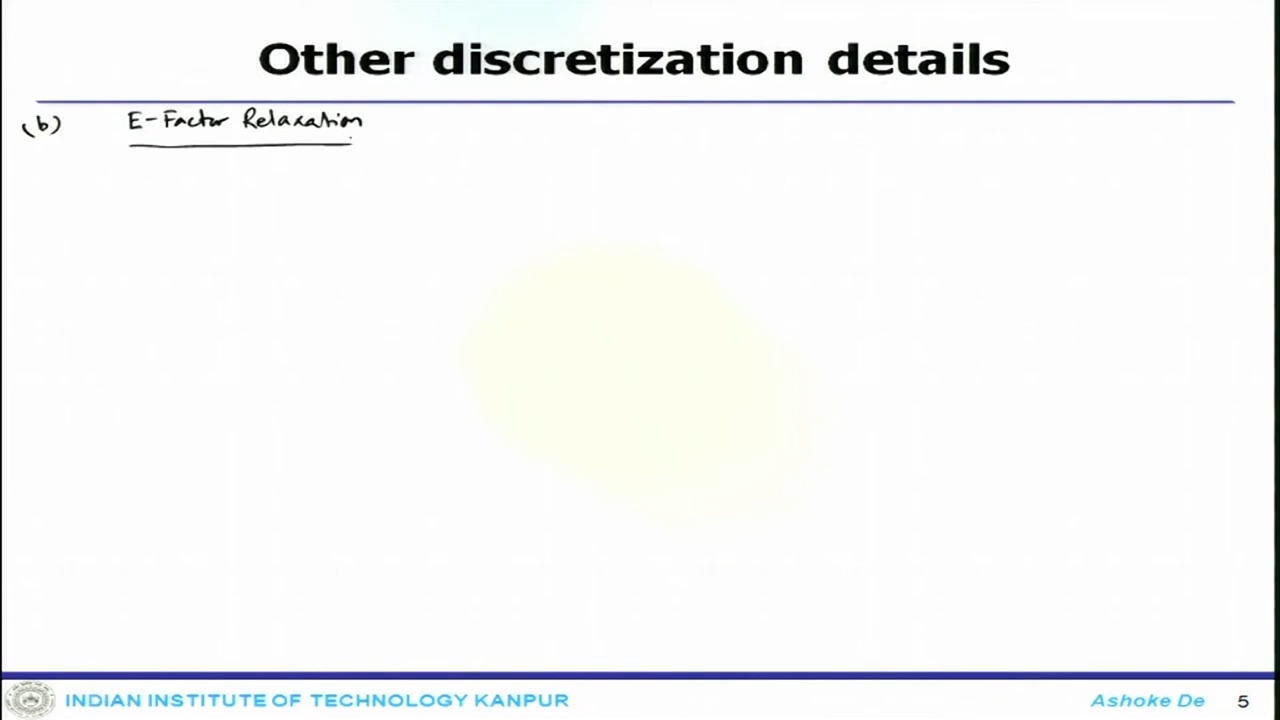 Other discretization details
(b) E-Factor Relaxation
INDIAN INSTITUTE OF TECHNOLOGY KANPUR Ashoke De 5